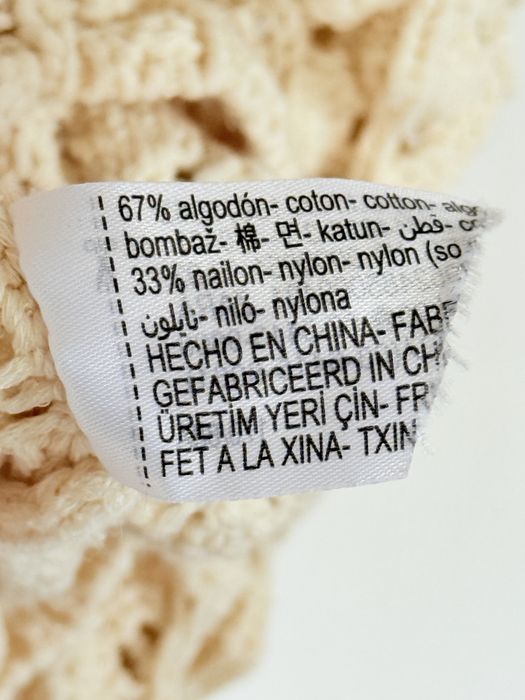 67% algodón- coton- cotton-
bombaž- 棉- 면- katun- قطن-
33% nailon- nylon- nylon (so
نايلون- niló- nylona
HECHO EN CHINA- FAB
GEFABRICEERD IN CH
ÜRETİM YERİ ÇİN- FR
FET A LA XINA- TXIN